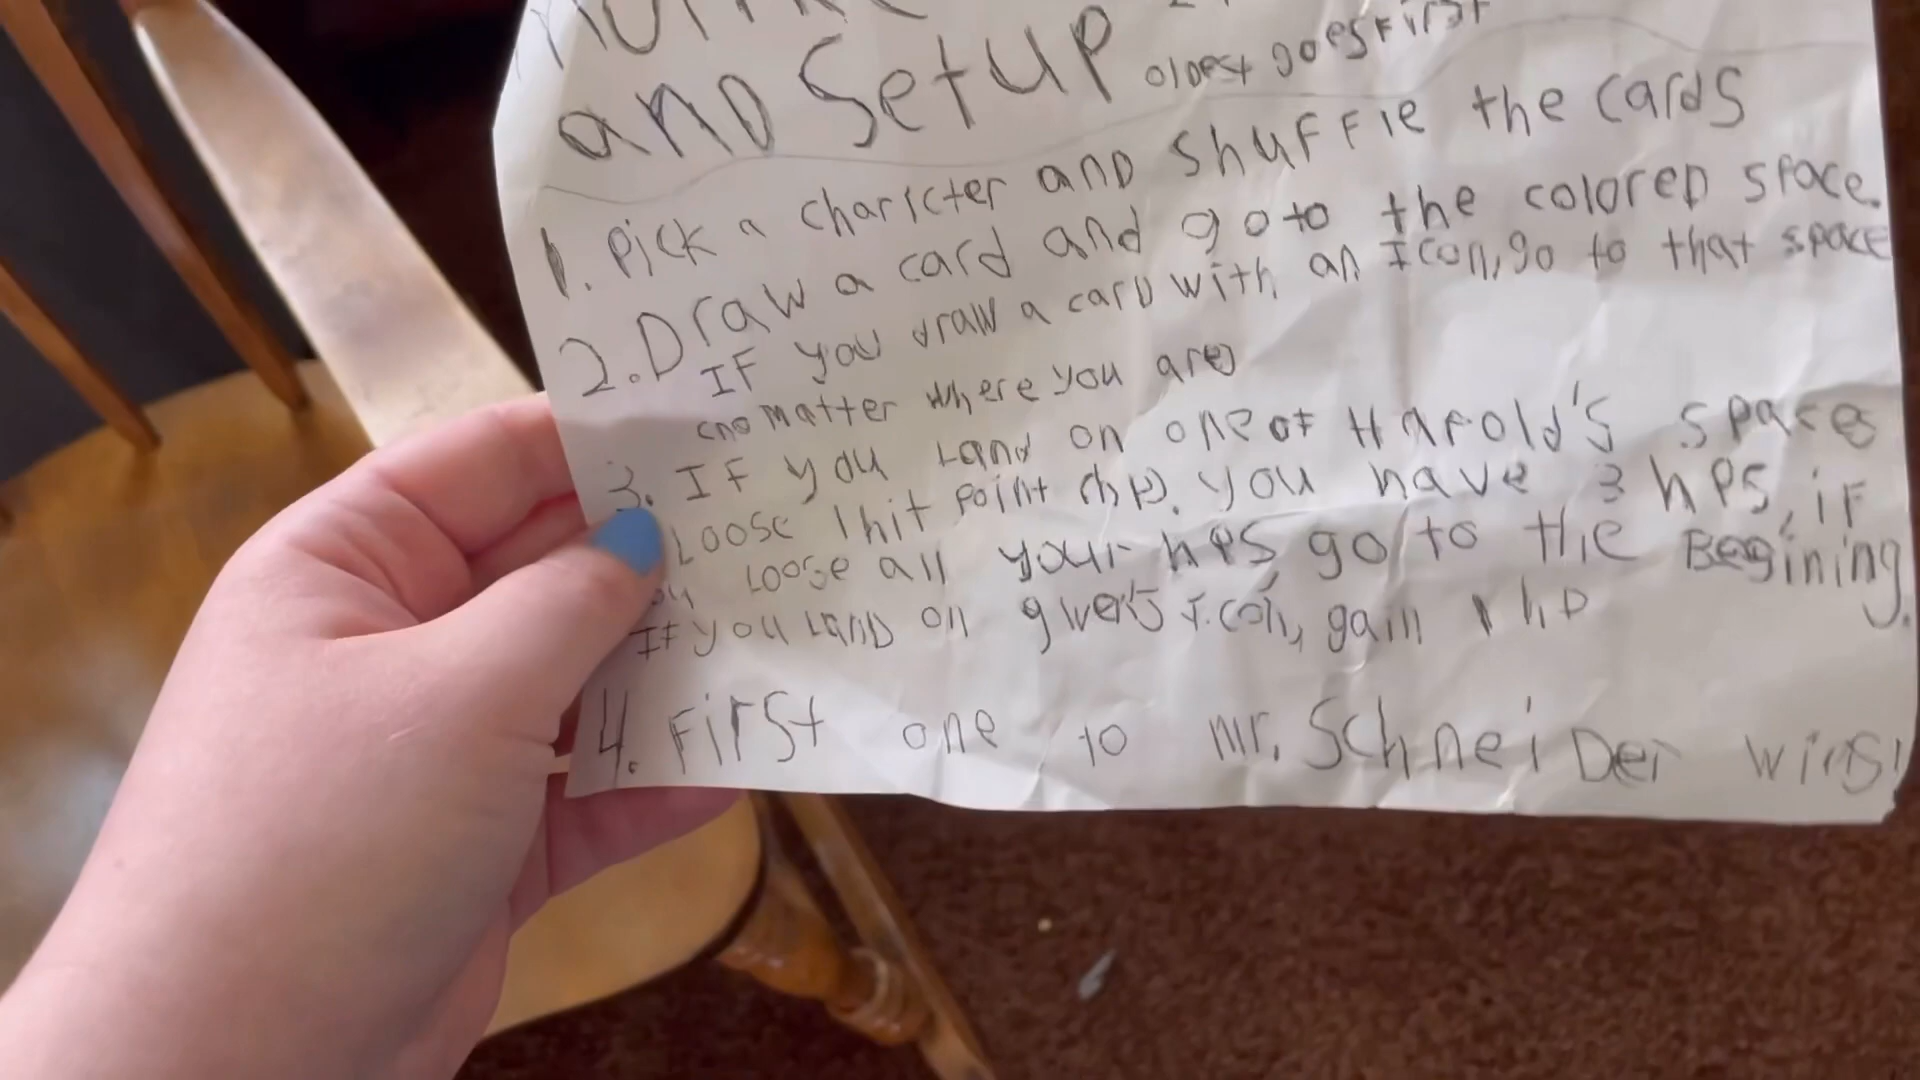 and Setup oldest goes first
1. Pick a charicter and shuffle the cards
2. Draw a card and go to the colored space.
IF you draw a card with an Icon, go to that space
(no matter where you are)
3. IF you Land on one of Harold's spaces
Loose 1 hit point (hp). you have 3 hps, if
you loose all your hps, go to the Begining.
If you land on gwen's Icon, gain 1 hp
4. First one to mr. Schneider wins!